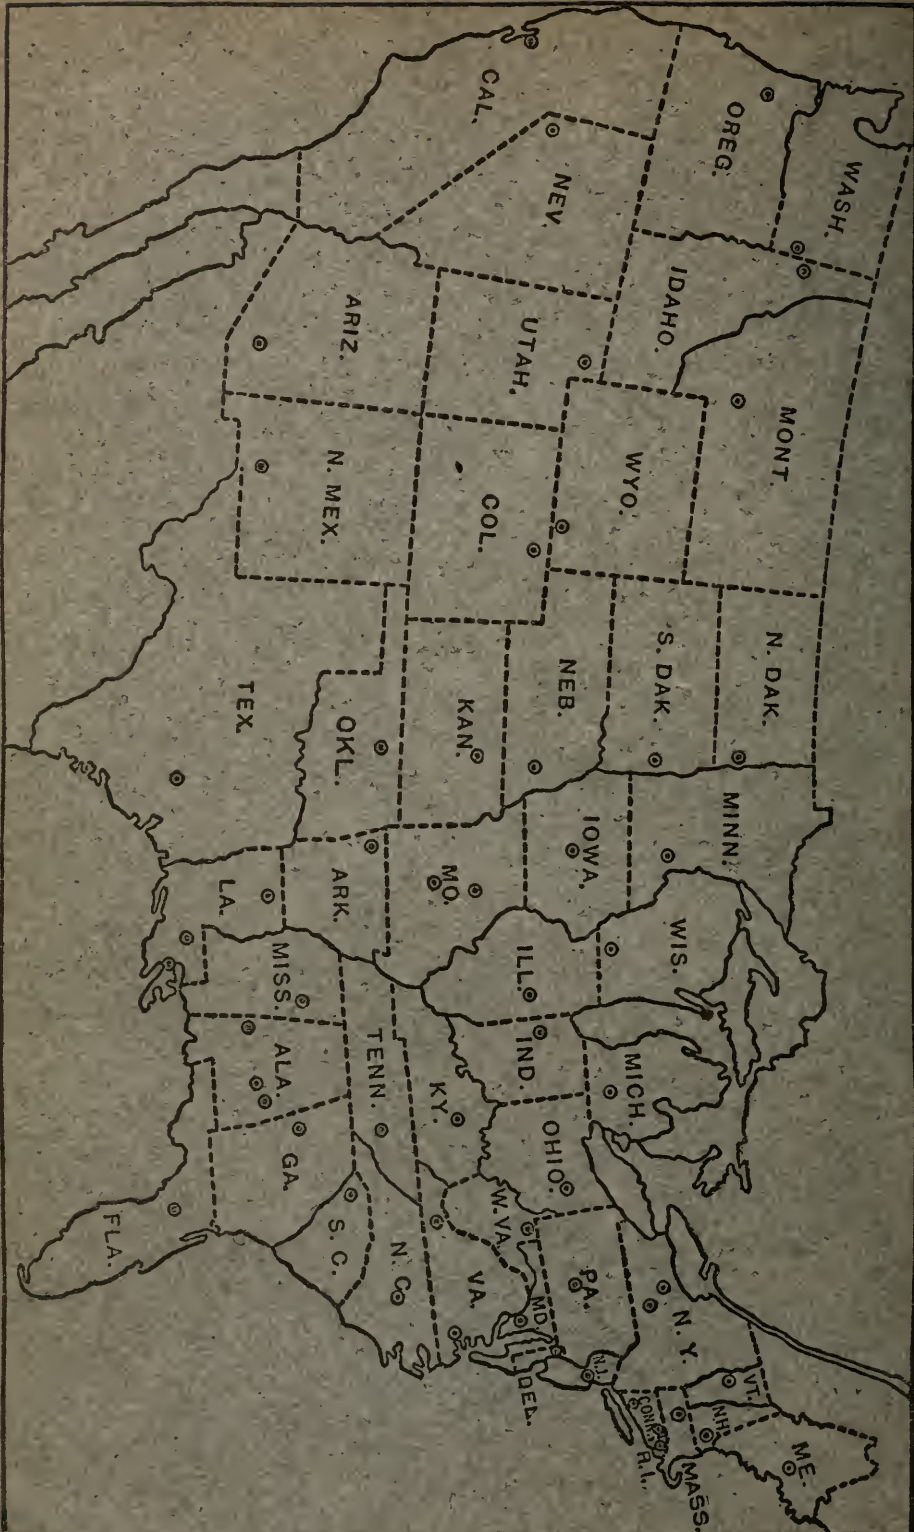 WASH.
OREG.
CAL.
NEV.
IDAHO.
MONT.
WYO.
UTAH.
ARIZ.
COL.
N. MEX.
N. DAK.
S. DAK.
NEB.
KAN.
OKL.
TEX.
MINN.
IOWA.
MO.
ARK.
LA.
WIS.
ILL.
MICH.
IND.
OHIO.
KY.
TENN.
MISS.
ALA.
GA.
FLA.
S. C.
N. C.
VA.
W. VA.
MD.
DEL.
PA.
N.J.
N. Y.
CONN.
R.I.
MASS.
VT.
N.H.
ME.